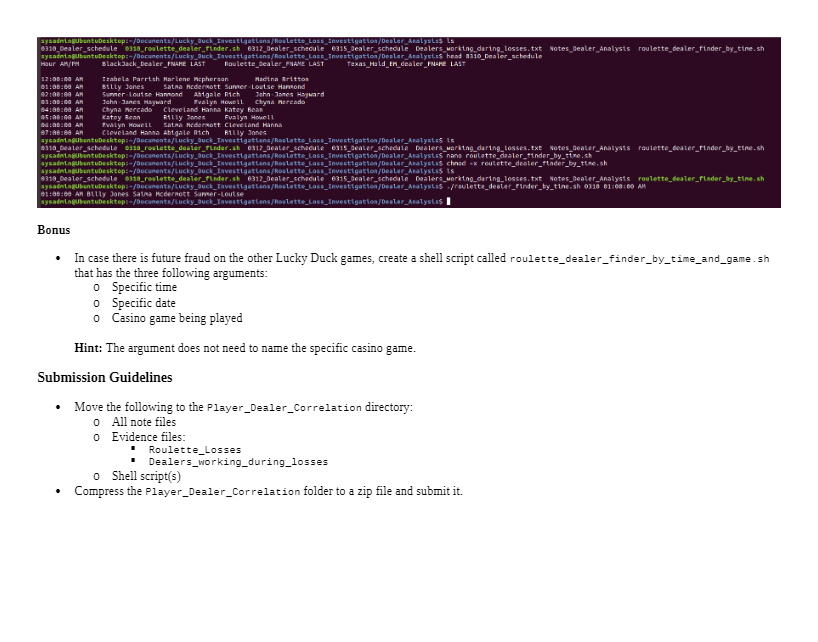 sysadmin@UbuntuDesktop:~/Documents/Lucky_Duck_Investigations/Roulette_Loss_Investigation/Dealer_Analysis$ ls
0310_Dealer_schedule 0310_roulette_dealer_finder.sh 0312_Dealer_schedule 0315_Dealer_schedule Dealers_working_during_losses.txt Notes_Dealer_Analysis roulette_dealer_finder_by_time.sh
sysadmin@UbuntuDesktop:~/Documents/Lucky_Duck_Investigations/Roulette_Loss_Investigation/Dealer_Analysis$ head 0310_Dealer_schedule
Hour AM/PM BlackJack_Dealer_FNAME LAST Roulette_Dealer_FNAME LAST Texas_Hold_EM_dealer_FNAME LAST
12:00:00 AM Izabela Parrish Marlene Mcpherson Madina Britton
01:00:00 AM Billy Jones Saima Mcdermott Summer-Louise Hammond
02:00:00 AM Summer-Louise Hammond Abigale Rich John-James Hayward
03:00:00 AM John-James Hayward Evalyn Howell Chyna Mercado
04:00:00 AM Chyna Mercado Cleveland Hanna Katey Bean
05:00:00 AM Katey Bean Billy Jones Evalyn Howell
06:00:00 AM Evalyn Howell Saima Mcdermott Cleveland Hanna
07:00:00 AM Cleveland Hanna Abigale Rich Billy Jones
sysadmin@UbuntuDesktop:~/Documents/Lucky_Duck_Investigations/Roulette_Loss_Investigation/Dealer_Analysis$ ls
0310_Dealer_schedule 0310_roulette_dealer_finder.sh 0312_Dealer_schedule 0315_Dealer_schedule Dealers_working_during_losses.txt Notes_Dealer_Analysis roulette_dealer_finder_by_time.sh
sysadmin@UbuntuDesktop:~/Documents/Lucky_Duck_Investigations/Roulette_Loss_Investigation/Dealer_Analysis$ nano roulette_dealer_finder_by_time.sh
sysadmin@UbuntuDesktop:~/Documents/Lucky_Duck_Investigations/Roulette_Loss_Investigation/Dealer_Analysis$ chmod +x roulette_dealer_finder_by_time.sh
sysadmin@UbuntuDesktop:~/Documents/Lucky_Duck_Investigations/Roulette_Loss_Investigation/Dealer_Analysis$ ls
0310_Dealer_schedule 0310_roulette_dealer_finder.sh 0312_Dealer_schedule 0315_Dealer_schedule Dealers_working_during_losses.txt Notes_Dealer_Analysis roulette_dealer_finder_by_time.sh
sysadmin@UbuntuDesktop:~/Documents/Lucky_Duck_Investigations/Roulette_Loss_Investigation/Dealer_Analysis$ ./roulette_dealer_finder_by_time.sh 0310 01:00:00 AM
01:00:00 AM Billy Jones Saima Mcdermott Summer-Louise
sysadmin@UbuntuDesktop:~/Documents/Lucky_Duck_Investigations/Roulette_Loss_Investigation/Dealer_Analysis$
Bonus
• In case there is future fraud on the other Lucky Duck games, create a shell script called roulette_dealer_finder_by_time_and_game.sh
that has the three following arguments:
o Specific time
o Specific date
o Casino game being played
Hint: The argument does not need to name the specific casino game.
Submission Guidelines
• Move the following to the Player_Dealer_Correlation directory:
o All note files
o Evidence files:
▪ Roulette_Losses
▪ Dealers_working_during_losses
o Shell script(s)
• Compress the Player_Dealer_Correlation folder to a zip file and submit it.